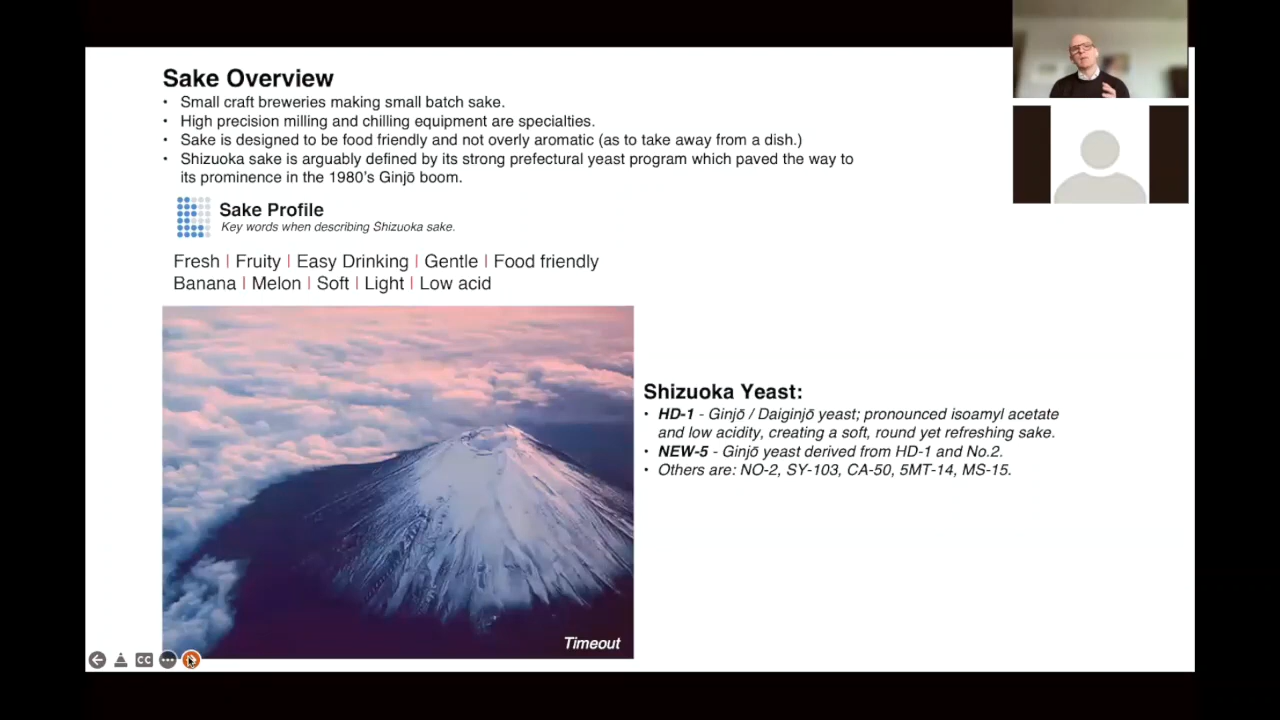 Sake Overview
• Small craft breweries making small batch sake.
• High precision milling and chilling equipment are specialties.
• Sake is designed to be food friendly and not overly aromatic (as to take away from a dish.)
• Shizuoka sake is arguably defined by its strong prefectural yeast program which paved the way to
its prominence in the 1980's Ginjō boom.
Sake Profile
Key words when describing Shizuoka sake.
Fresh | Fruity | Easy Drinking | Gentle | Food friendly
Banana | Melon | Soft | Light | Low acid
Shizuoka Yeast:
• HD-1 - Ginjō / Daiginjō yeast; pronounced isoamyl acetate
and low acidity, creating a soft, round yet refreshing sake.
• NEW-5 - Ginjō yeast derived from HD-1 and No.2.
• Others are: NO-2, SY-103, CA-50, 5MT-14, MS-15.
Timeout
CC